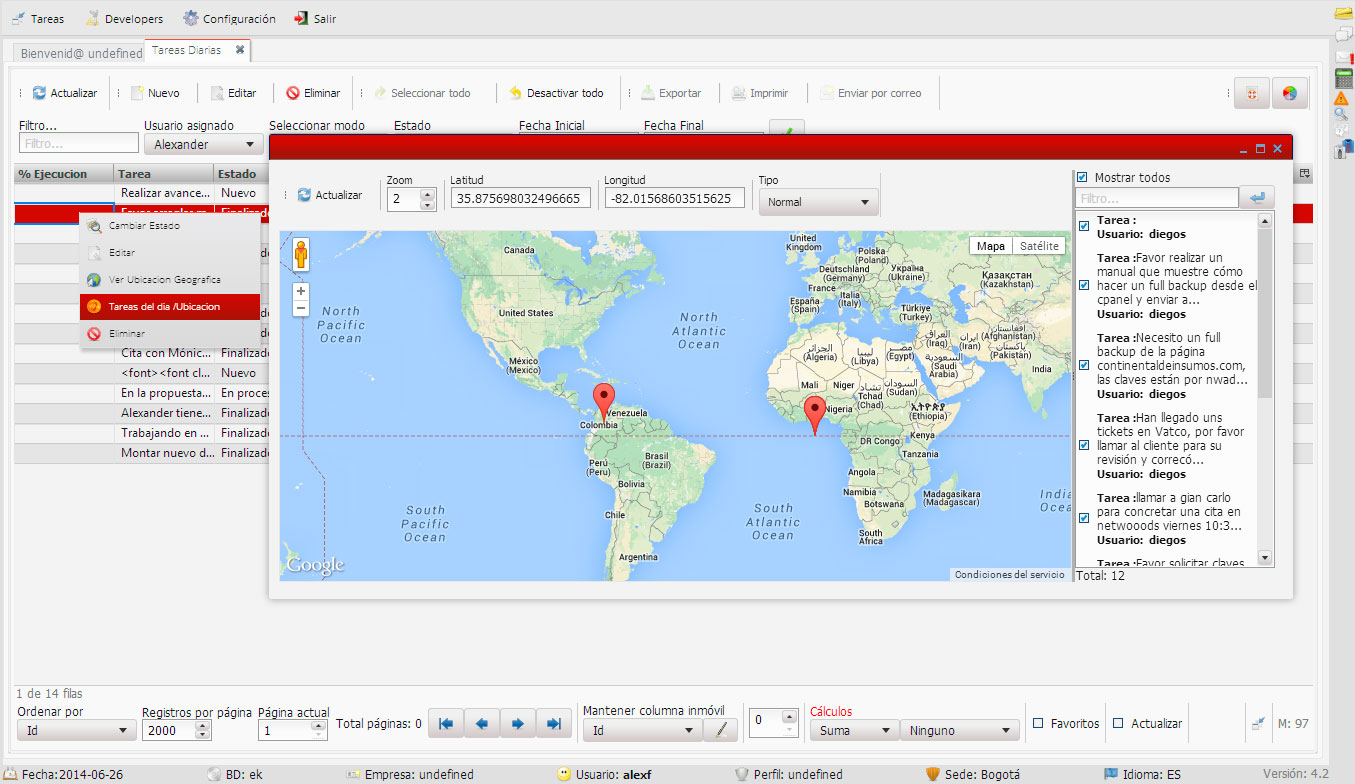 Tareas Developers Configuración Salir
Bienvenid@ undefined Tareas Diarias
Actualizar Nuevo Editar Eliminar Seleccionar todo Desactivar todo Exportar Imprimir Enviar por correo
Filtro... Usuario asignado Seleccionar modo Estado Fecha Inicial Fecha Final
Filtro... Alexander
% Ejecucion Tarea Estado
Realizar avance... Nuevo
Cambiar Estado
Editar
Ver Ubicacion Geografica
Tareas del dia /Ubicacion
Eliminar
Cita con Mónic... Finalizado
<font><font cl... Nuevo
En la propuesta... En proces
Alexander tiene... Finalizado
Trabajando en ... Finalizado
Montar nuevo d... Finalizado
Actualizar
Zoom Latitud Longitud Tipo
2 35.875698032496665 -82.01568603515625 Normal
Mapa Satélite
Canada
United States
México
(Mexico)
Venezuela
Colombia
Perú
(Peru)
Brasil
(Brazil)
Bolivia
Chile
Argentina
North
Pacific
Ocean
North
Atlantic
Ocean
South
Pacific
Ocean
South
Atlantic
Ocean
United
Kingdom
Polska
(Poland)
Deutschland
(Germany)
Україна
(Ukraine)
France
Italia
(Italy)
España
(Spain)
Türkiye
(Turkey)
Қазақстан
(Kazakhstan)
الجزائر
(Algeria)
ليبيا
(Libya)
(Egypt)
العراق
(Iraq)
(Iran)
افغانستان
(Afghanistan)
پاکستان
(Pakistan)
السعودية
(Saudi
Arabia)
India
Mali
Niger
تشاد
Tchad
(Chad)
السودان
(Sudan)
Nigeria
(Ethiopia)
DR Congo
Kenya
Tanzania
Angola
Namibia
Botswana
Madagasikara
(Madagascar)
South
Africa
India
Ocea
Google
Condiciones del servicio
Mostrar todos
Filtro...
Tarea :
Usuario: diegos
Tarea :Favor realizar un
manual que muestre cómo
hacer un full backup desde el
cpanel y enviar a...
Usuario: diegos
Tarea :Necesito un full
backup de la página
continentaldeinsumos.com,
las claves están por nwad...
Usuario: diegos
Tarea :Han llegado uns
tickets en Vatco, por favor
llamar al cliente para su
revisión y correcó...
Usuario: diegos
Tarea :llamar a gian carlo
para concretar una cita en
netwooods viernes 10:3...
Usuario: diegos
Tarea :Favor solicitar claves
Total: 12
1 de 14 filas
Ordenar por Registros por página Página actual Total páginas: 0 Mantener columna inmóvil Cálculos
Id 2000 1 Id 0 Suma Ninguno Favoritos Actualizar M: 97
Fecha:2014-06-26 BD: ek Empresa: undefined Usuario: alexf Perfil: undefined Sede: Bogotá Idioma: ES Versión: 4.2